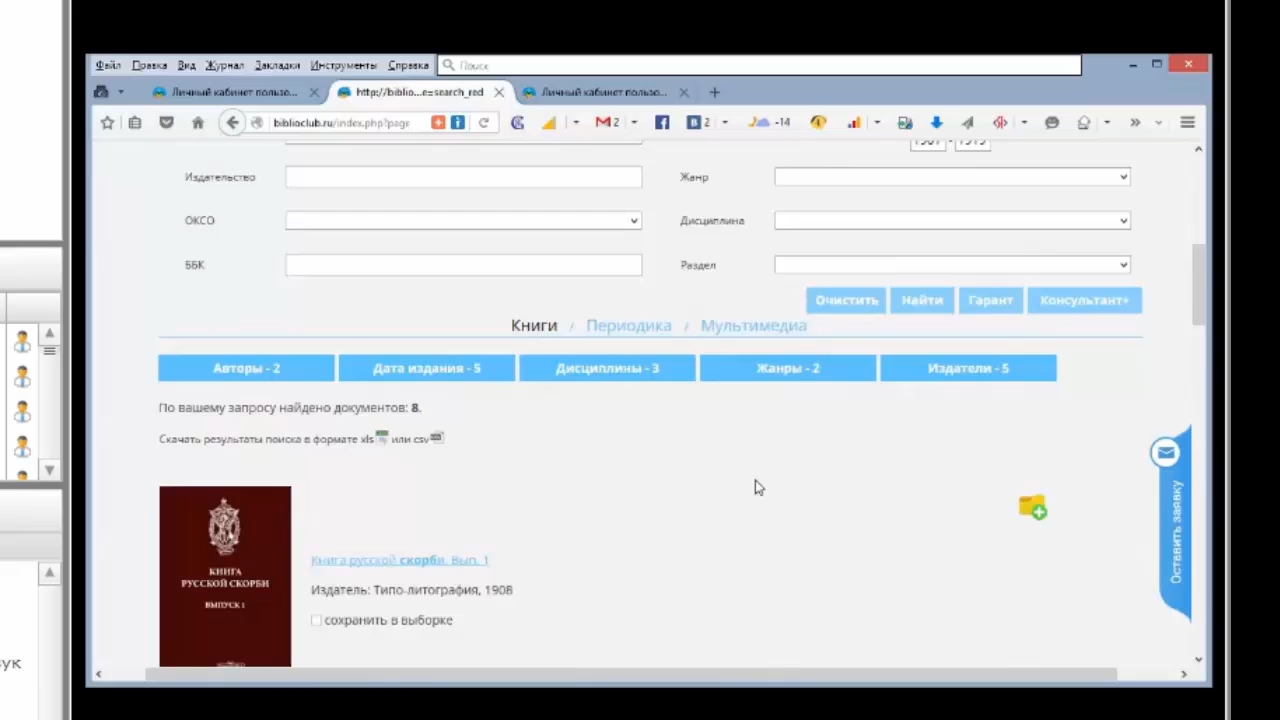 Файл Правка Вид Журнал Закладки Инструменты Справка Поиск
Личный кабинет пользо... http://biblio...e=search_red Личный кабинет пользо...
biblioclub.ru/index.php?page 2 2 -14
Издательство Жанр
ОКСО Дисциплина
ББК Раздел
Очистить Найти Гарант Консультант+
Книги / Периодика / Мультимедиа
Авторы - 2 Дата издания - 5 Дисциплины - 3 Жанры - 2 Издатели - 5
По вашему запросу найдено документов: 8.
Скачать результаты поиска в формате xls или csv
Оставить заявку
КНИГА
РУССКОЙ СКОРБИ
ВЫПУСК 1
Книга русской скорби. Вып. 1
Издатель: Типо-литография, 1908
сохранить в выборке
ук